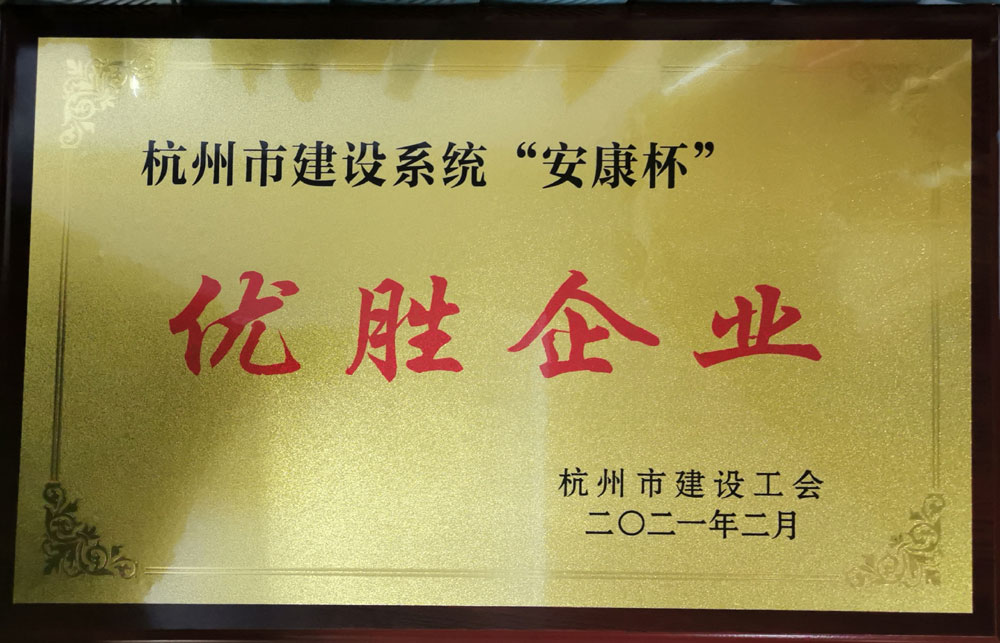 杭州市建设系统“安康杯”
优胜企业
杭州市建设工会
二〇二一年二月